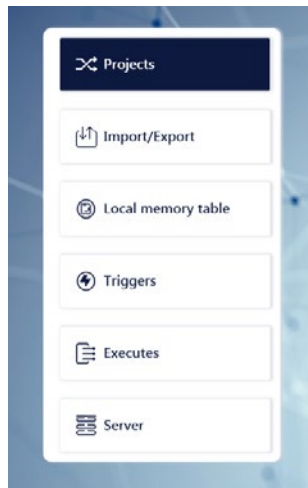 Projects
Import/Export
Local memory table
Triggers
Executes
Server